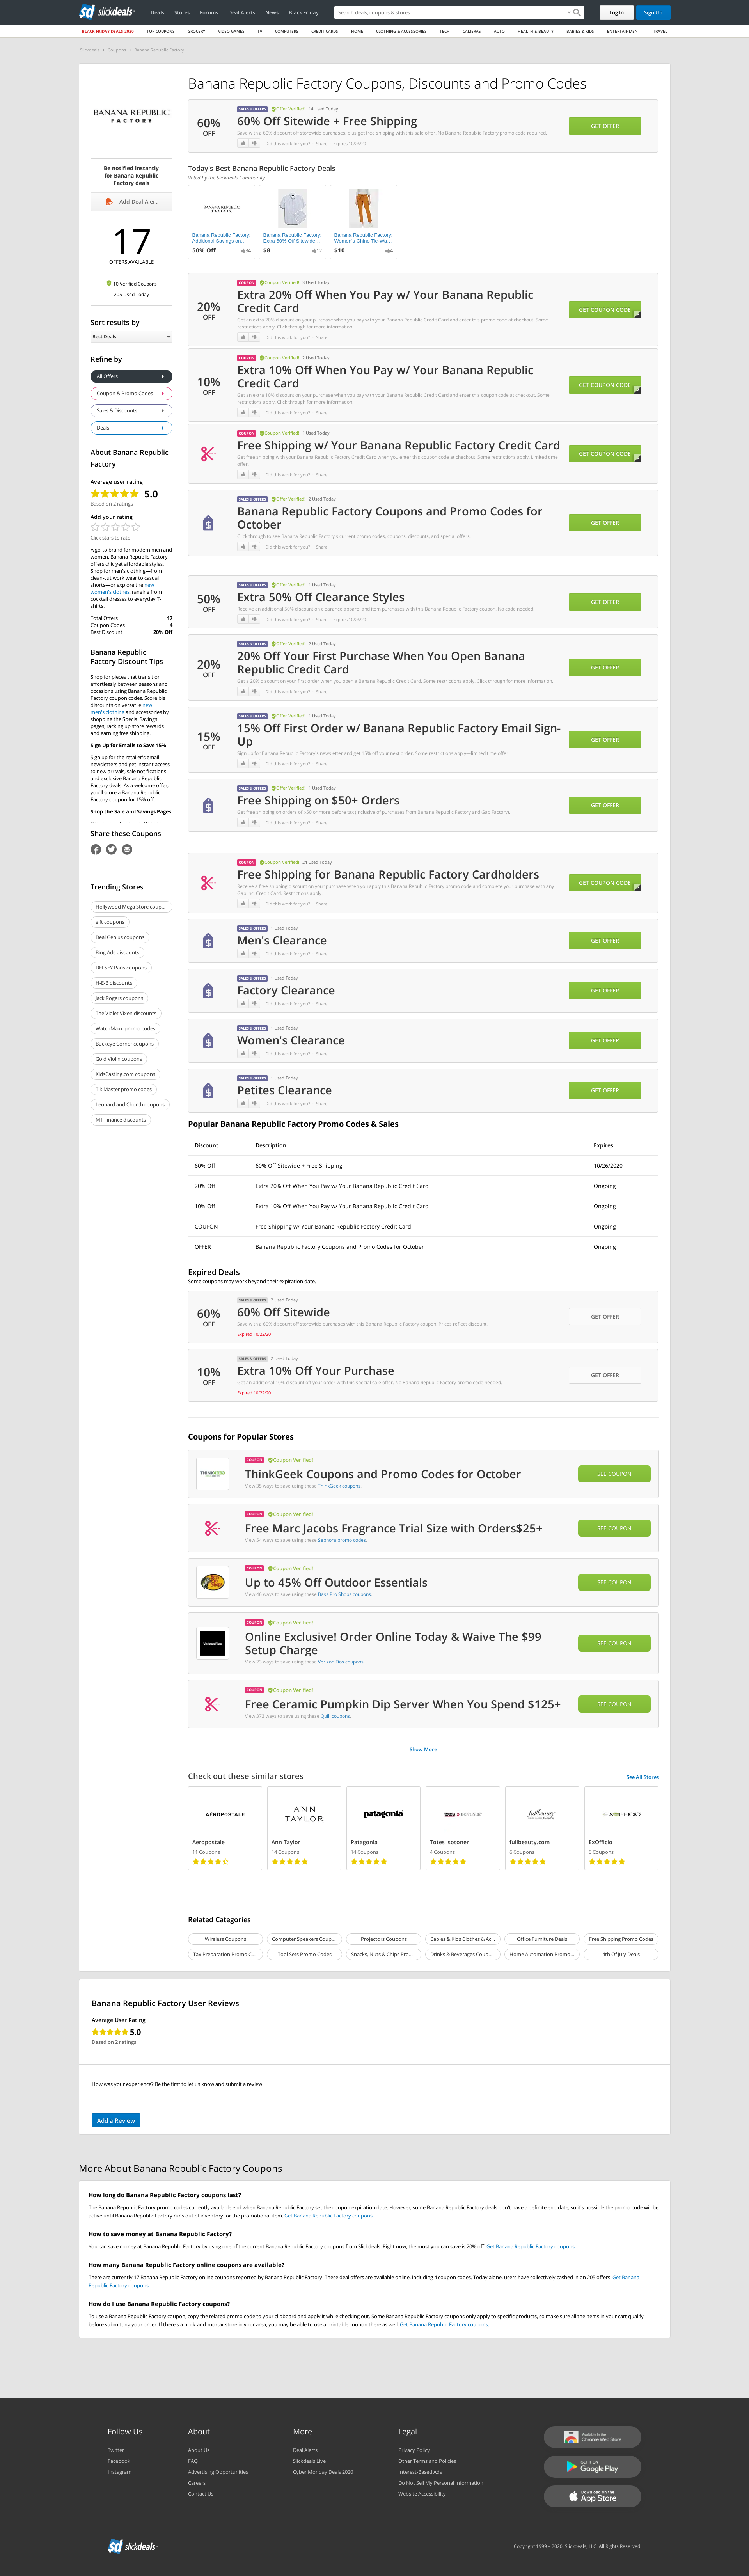 slickdeals
Deals Stores Forums Deal Alerts News Black Friday
Search deals, coupons & stores
Log In Sign Up
BLACK FRIDAY DEALS 2020 TOP COUPONS GROCERY VIDEO GAMES TV COMPUTERS CREDIT CARDS HOME CLOTHING & ACCESSORIES TECH CAMERAS AUTO HEALTH & BEAUTY BABIES & KIDS ENTERTAINMENT TRAVEL
Slickdeals > Coupons > Banana Republic Factory
BANANA REPUBLIC
FACTORY
Be notified instantly
for Banana Republic
Factory deals
Add Deal Alert
17
OFFERS AVAILABLE
10 Verified Coupons
205 Used Today
Sort results by
Best Deals
Refine by
All Offers
Coupon & Promo Codes
Sales & Discounts
Deals
About Banana Republic
Factory
Average user rating
5.0
Based on 2 ratings
Add your rating
Click stars to rate
A go-to brand for modern men and
women, Banana Republic Factory
offers chic yet affordable styles.
Shop for men's clothing—from
clean-cut work wear to casual
shorts—or explore the new
women's clothes, ranging from
cocktail dresses to everyday T-
shirts.
Total Offers 17
Coupon Codes 4
Best Discount 20% Off
Banana Republic
Factory Discount Tips
Shop for pieces that transition
effortlessly between seasons and
occasions using Banana Republic
Factory coupon codes. Score big
discounts on versatile new
men's clothing and accessories by
shopping the Special Savings
pages, racking up store rewards
and earning free shipping.
Sign Up for Emails to Save 15%
Sign up for the retailer's email
newsletters and get instant access
to new arrivals, sale notifications
and exclusive Banana Republic
Factory deals. As a welcome offer,
you'll score a Banana Republic
Factory coupon for 15% off.
Shop the Sale and Savings Pages
Share these Coupons
Trending Stores
Hollywood Mega Store coup...
gift coupons
Deal Genius coupons
Bing Ads discounts
DELSEY Paris coupons
H-E-B discounts
Jack Rogers coupons
The Violet Vixen discounts
WatchMaxx promo codes
Buckeye Corner coupons
Gold Violin coupons
KidsCasting.com coupons
TikiMaster promo codes
Leonard and Church coupons
M1 Finance discounts
Banana Republic Factory Coupons, Discounts and Promo Codes
60%
OFF
SALES & OFFERS Offer Verified! 14 Used Today
60% Off Sitewide + Free Shipping
Save with a 60% discount off storewide purchases, plus get free shipping with this sale offer. No Banana Republic Factory promo code required.
Did this work for you? · Share · Expires 10/26/20
GET OFFER
Today's Best Banana Republic Factory Deals
Voted by the Slickdeals Community
BANANA REPUBLIC
FACTORY
Banana Republic Factory:
Additional Savings on...
50% Off 34
Banana Republic Factory:
Extra 60% Off Sitewide...
$8 12
Banana Republic Factory:
Women's Chino Tie-Wa...
$10 4
20%
OFF
COUPON Coupon Verified! 3 Used Today
Extra 20% Off When You Pay w/ Your Banana Republic
Credit Card
Get an extra 20% discount on your purchase when you pay with your Banana Republic Credit Card and enter this promo code at checkout. Some
restrictions apply. Click through for more information.
Did this work for you? · Share
GET COUPON CODE
10%
OFF
COUPON Coupon Verified! 2 Used Today
Extra 10% Off When You Pay w/ Your Banana Republic
Credit Card
Get an extra 10% discount on your purchase when you pay with your Banana Republic Credit Card and enter this coupon code at checkout. Some
restrictions apply. Click through for more information.
Did this work for you? · Share
GET COUPON CODE
COUPON Coupon Verified! 1 Used Today
Free Shipping w/ Your Banana Republic Factory Credit Card
Get free shipping with your Banana Republic Factory Credit Card when you enter this coupon code at checkout. Some restrictions apply. Limited time
offer.
Did this work for you? · Share
GET COUPON CODE
SALES & OFFERS Offer Verified! 2 Used Today
Banana Republic Factory Coupons and Promo Codes for
October
Click through to see Banana Republic Factory's current promo codes, coupons, discounts, and special offers.
Did this work for you? · Share
GET OFFER
50%
OFF
SALES & OFFERS Offer Verified! 1 Used Today
Extra 50% Off Clearance Styles
Receive an additional 50% discount on clearance apparel and item purchases with this Banana Republic Factory coupon. No code needed.
Did this work for you? · Share · Expires 10/26/20
GET OFFER
20%
OFF
SALES & OFFERS Offer Verified! 2 Used Today
20% Off Your First Purchase When You Open Banana
Republic Credit Card
Get a 20% discount on your first order when you open a Banana Republic Credit Card. Some restrictions apply. Click through for more information.
Did this work for you? · Share
GET OFFER
15%
OFF
SALES & OFFERS Offer Verified! 1 Used Today
15% Off First Order w/ Banana Republic Factory Email Sign-
Up
Sign up for Banana Republic Factory's newsletter and get 15% off your next order. Some restrictions apply—limited time offer.
Did this work for you? · Share
GET OFFER
SALES & OFFERS Offer Verified! 1 Used Today
Free Shipping on $50+ Orders
Get free shipping on orders of $50 or more before tax (inclusive of purchases from Banana Republic Factory and Gap Factory).
Did this work for you? · Share
GET OFFER
COUPON Coupon Verified! 24 Used Today
Free Shipping for Banana Republic Factory Cardholders
Receive a free shipping discount on your purchase when you apply this Banana Republic Factory promo code and complete your purchase with any
Gap Inc. Credit Card. Restrictions apply.
Did this work for you? · Share
GET COUPON CODE
SALES & OFFERS 1 Used Today
Men's Clearance
Did this work for you? · Share
GET OFFER
SALES & OFFERS 1 Used Today
Factory Clearance
Did this work for you? · Share
GET OFFER
SALES & OFFERS 1 Used Today
Women's Clearance
Did this work for you? · Share
GET OFFER
SALES & OFFERS 1 Used Today
Petites Clearance
Did this work for you? · Share
GET OFFER
Popular Banana Republic Factory Promo Codes & Sales
Discount Description Expires
60% Off 60% Off Sitewide + Free Shipping 10/26/2020
20% Off Extra 20% Off When You Pay w/ Your Banana Republic Credit Card Ongoing
10% Off Extra 10% Off When You Pay w/ Your Banana Republic Credit Card Ongoing
COUPON Free Shipping w/ Your Banana Republic Factory Credit Card Ongoing
OFFER Banana Republic Factory Coupons and Promo Codes for October Ongoing
Expired Deals
Some coupons may work beyond their expiration date.
60%
OFF
SALES & OFFERS 2 Used Today
60% Off Sitewide
Save with a 60% discount off storewide purchases with this Banana Republic Factory coupon. Prices reflect discount.
Expired 10/22/20
GET OFFER
10%
OFF
SALES & OFFERS 2 Used Today
Extra 10% Off Your Purchase
Get an additional 10% discount off your order with this special sale offer. No Banana Republic Factory promo code needed.
Expired 10/22/20
GET OFFER
Coupons for Popular Stores
THINKGEEK
COUPON Coupon Verified!
ThinkGeek Coupons and Promo Codes for October
View 35 ways to save using these ThinkGeek coupons.
SEE COUPON
COUPON Coupon Verified!
Free Marc Jacobs Fragrance Trial Size with Orders$25+
View 54 ways to save using these Sephora promo codes.
SEE COUPON
Bass Pro Shops
COUPON Coupon Verified!
Up to 45% Off Outdoor Essentials
View 46 ways to save using these Bass Pro Shops coupons.
SEE COUPON
Verizon Fios
COUPON Coupon Verified!
Online Exclusive! Order Online Today & Waive The $99
Setup Charge
View 23 ways to save using these Verizon Fios coupons.
SEE COUPON
COUPON Coupon Verified!
Free Ceramic Pumpkin Dip Server When You Spend $125+
View 373 ways to save using these Quill coupons.
SEE COUPON
Show More
Check out these similar stores See All Stores
AÉROPOSTALE
Aeropostale
11 Coupons
ANN
TAYLOR
Ann Taylor
14 Coupons
patagonia
Patagonia
14 Coupons
totes ISOTONER
Totes Isotoner
4 Coupons
fullbeauty
fullbeauty.com
6 Coupons
EXOFFICIO
ExOfficio
6 Coupons
Related Categories
Wireless Coupons Computer Speakers Coup... Projectors Coupons Babies & Kids Clothes & Ac... Office Furniture Deals Free Shipping Promo Codes
Tax Preparation Promo C... Tool Sets Promo Codes Snacks, Nuts & Chips Pro... Drinks & Beverages Coup... Home Automation Promo... 4th Of July Deals
Banana Republic Factory User Reviews
Average User Rating
5.0
Based on 2 ratings
How was your experience? Be the first to let us know and submit a review.
Add a Review
More About Banana Republic Factory Coupons
How long do Banana Republic Factory coupons last?
The Banana Republic Factory promo codes currently available end when Banana Republic Factory set the coupon expiration date. However, some Banana Republic Factory deals don't have a definite end date, so it's possible the promo code will be
active until Banana Republic Factory runs out of inventory for the promotional item. Get Banana Republic Factory coupons.
How to save money at Banana Republic Factory?
You can save money at Banana Republic Factory by using one of the current Banana Republic Factory coupons from Slickdeals. Right now, the most you can save is 20% off. Get Banana Republic Factory coupons.
How many Banana Republic Factory online coupons are available?
There are currently 17 Banana Republic Factory online coupons reported by Banana Republic Factory. These deal offers are available online, including 4 coupon codes. Today alone, users have collectively cashed in on 205 offers. Get Banana
Republic Factory coupons.
How do I use Banana Republic Factory coupons?
To use a Banana Republic Factory coupon, copy the related promo code to your clipboard and apply it while checking out. Some Banana Republic Factory coupons only apply to specific products, so make sure all the items in your cart qualify
before submitting your order. If there's a brick-and-mortar store in your area, you may be able to use a printable coupon there as well. Get Banana Republic Factory coupons.
Follow Us
Twitter
Facebook
Instagram
About
About Us
FAQ
Advertising Opportunities
Careers
Contact Us
More
Deal Alerts
Slickdeals Live
Cyber Monday Deals 2020
Legal
Privacy Policy
Other Terms and Policies
Interest-Based Ads
Do Not Sell My Personal Information
Website Accessibility
Available in the
Chrome Web Store
GET IT ON
Google Play
Download on the
App Store
slickdeals
Copyright 1999 - 2020. Slickdeals, LLC. All Rights Reserved.